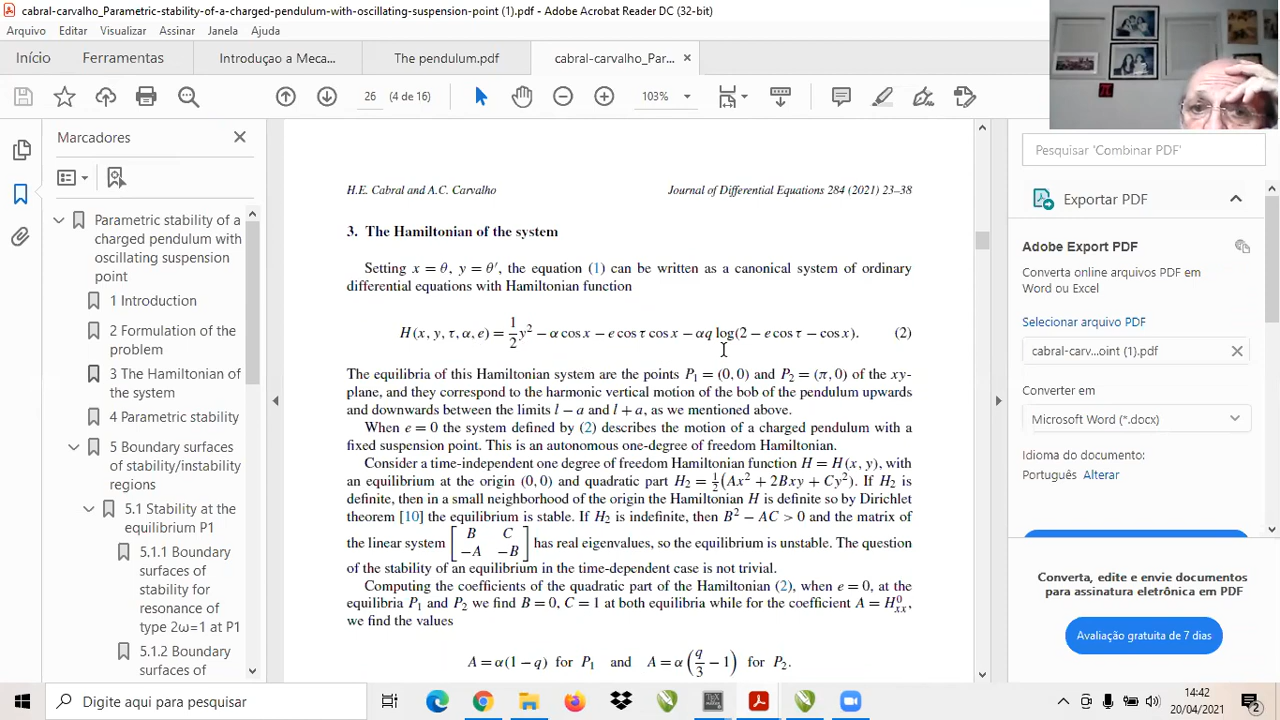 cabral-carvalho_Parametric-stability-of-a-charged-pendulum-with-oscillating-suspension-point (1).pdf - Adobe Acrobat Reader DC (32-bit)
Arquivo Editar Visualizar Assinar Janela Ajuda
Início Ferramentas Introduçao a Meca... The pendulum.pdf cabral-carvalho_Par... ×
26 (4 de 16) 103%
Marcadores
Parametric stability of a
charged pendulum with
oscillating suspension
point
1 Introduction
2 Formulation of the
problem
3 The Hamiltonian of
the system
4 Parametric stability
5 Boundary surfaces
of stability/instability
regions
5.1 Stability at the
equilibrium P1
5.1.1 Boundary
surfaces of
stability for
resonance of
type 2ω=1 at P1
5.1.2 Boundary
surfaces of
H.E. Cabral and A.C. Carvalho Journal of Differential Equations 284 (2021) 23–38
3. The Hamiltonian of the system
Setting x = θ, y = θ′, the equation (1) can be written as a canonical system of ordinary
differential equations with Hamiltonian function
H(x, y, τ, α, e) = 1/2 y² − α cos x − e cos τ cos x − αq log(2 − e cos τ − cos x). (2)
The equilibria of this Hamiltonian system are the points P₁ = (0, 0) and P₂ = (π, 0) of the xy-
plane, and they correspond to the harmonic vertical motion of the bob of the pendulum upwards
and downwards between the limits l − a and l + a, as we mentioned above.
When e = 0 the system defined by (2) describes the motion of a charged pendulum with a
fixed suspension point. This is an autonomous one-degree of freedom Hamiltonian.
Consider a time-independent one degree of freedom Hamiltonian function H = H(x, y), with
an equilibrium at the origin (0, 0) and quadratic part H₂ = ½(Ax² + 2Bxy + Cy²). If H₂ is
definite, then in a small neighborhood of the origin the Hamiltonian H is definite so by Dirichlet
theorem [10] the equilibrium is stable. If H₂ is indefinite, then B² − AC > 0 and the matrix of
the linear system [B C; −A −B] has real eigenvalues, so the equilibrium is unstable. The question
of the stability of an equilibrium in the time-dependent case is not trivial.
Computing the coefficients of the quadratic part of the Hamiltonian (2), when e = 0, at the
equilibria P₁ and P₂ we find B = 0, C = 1 at both equilibria while for the coefficient A = H⁰ₓₓ,
we find the values
A = α(1 − q) for P₁ and A = α(q/3 − 1) for P₂.
Pesquisar 'Combinar PDF'
Exportar PDF
Adobe Export PDF
Converta online arquivos PDF em
Word ou Excel
Selecionar arquivo PDF
cabral-carv...oint (1).pdf ×
Converter em
Microsoft Word (*.docx)
Idioma do documento:
Português Alterar
Converta, edite e envie documentos
para assinatura eletrônica em PDF
Avaliação gratuita de 7 dias
Digite aqui para pesquisar
14:42
20/04/2021
2